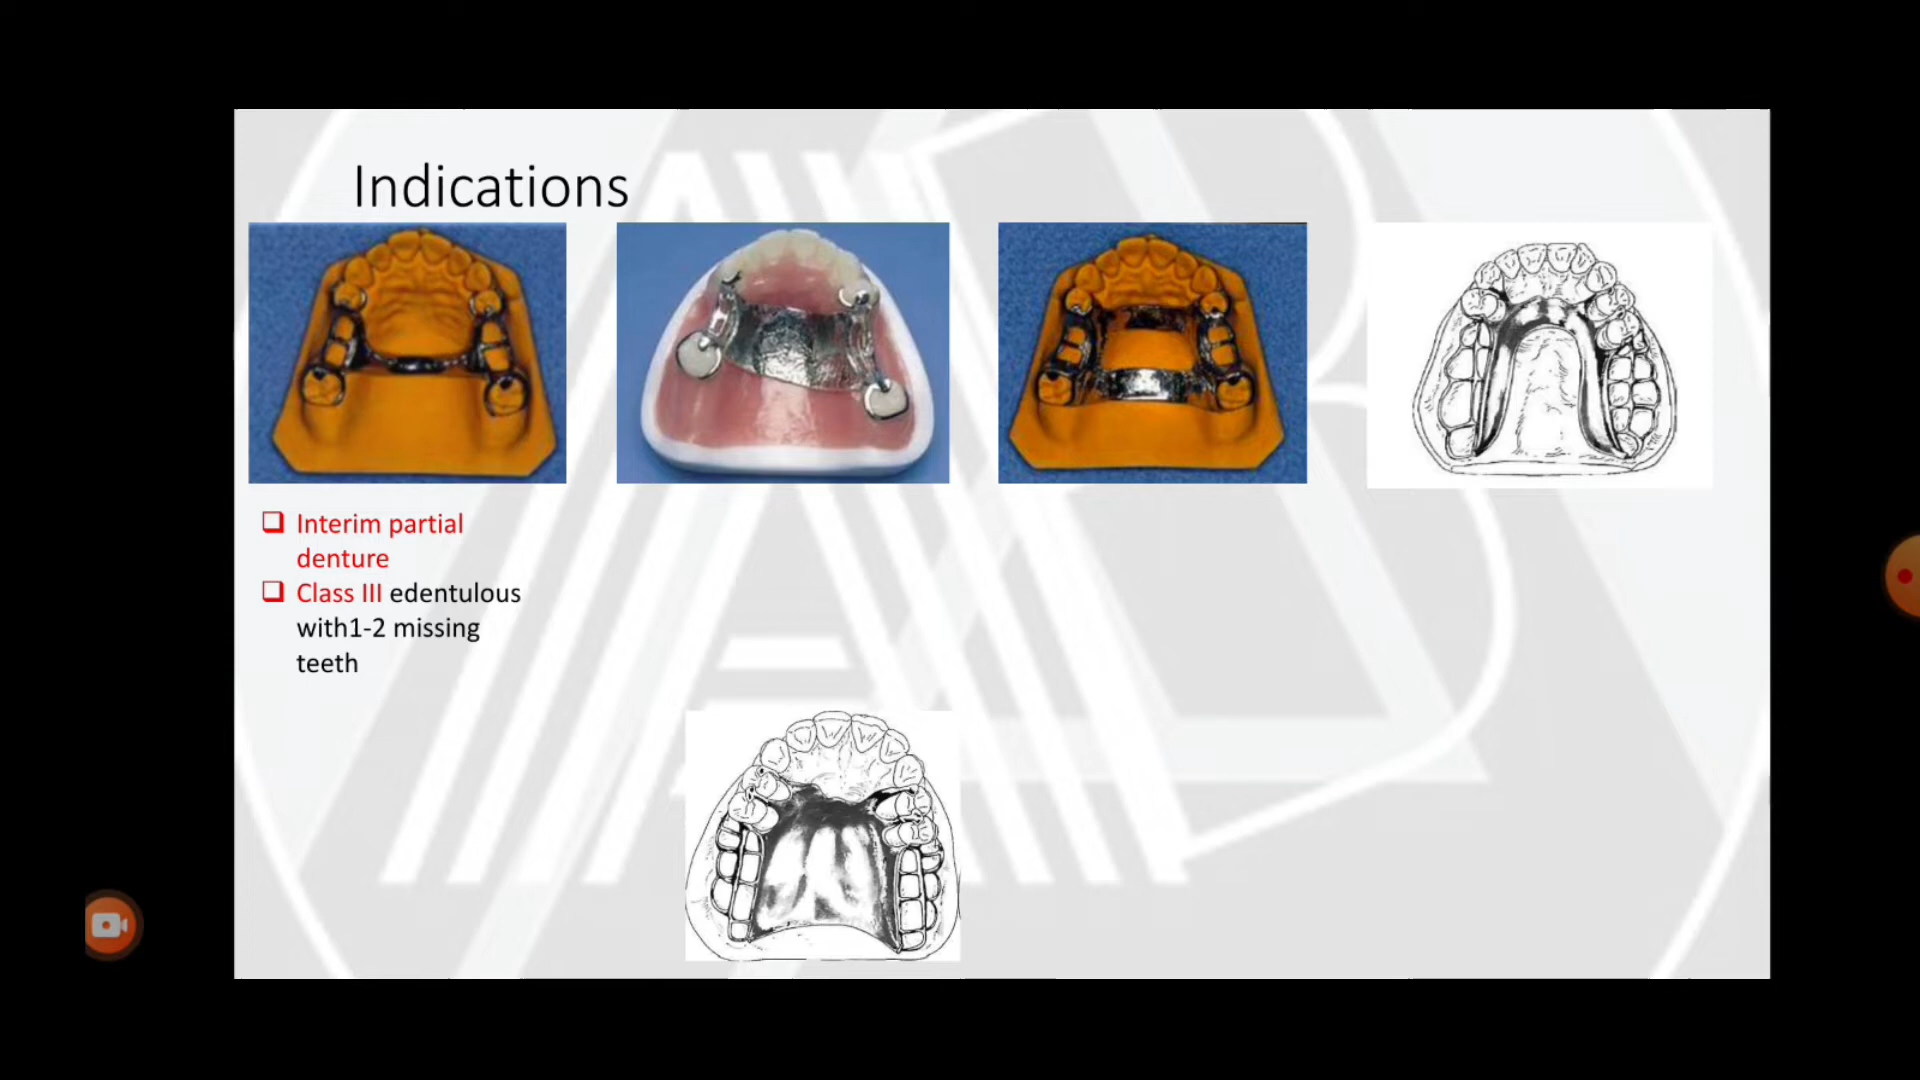 Indications
❑ Interim partial
denture
❑ Class III edentulous
with1-2 missing
teeth